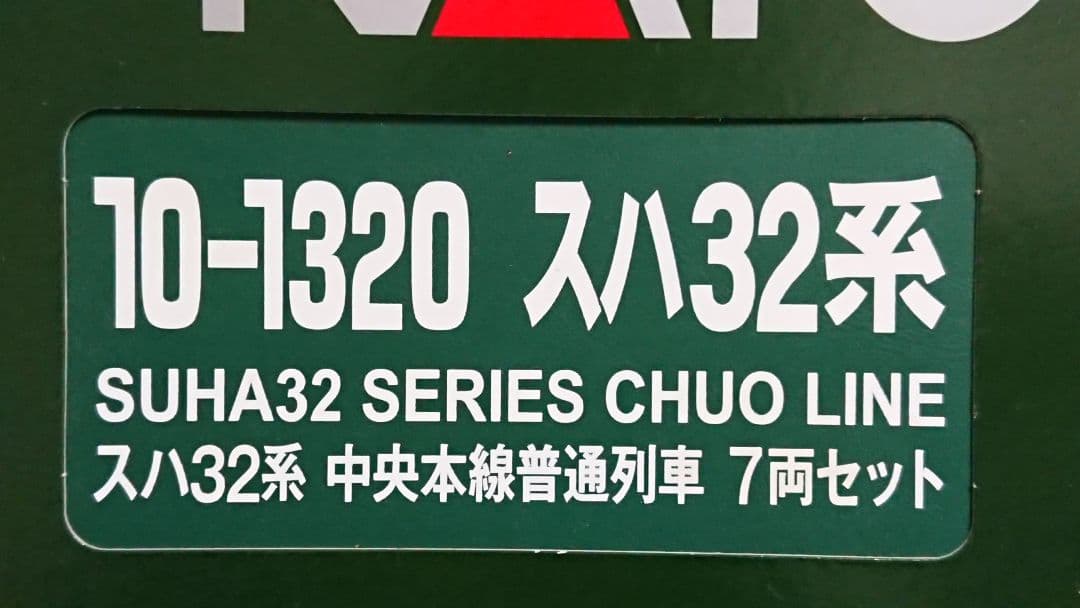 KATO
10-1320 スハ32系
SUHA32 SERIES CHUO LINE
スハ32系 中央本線普通列車 7両セット